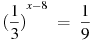 (1/3)^{x-8} = 1/9